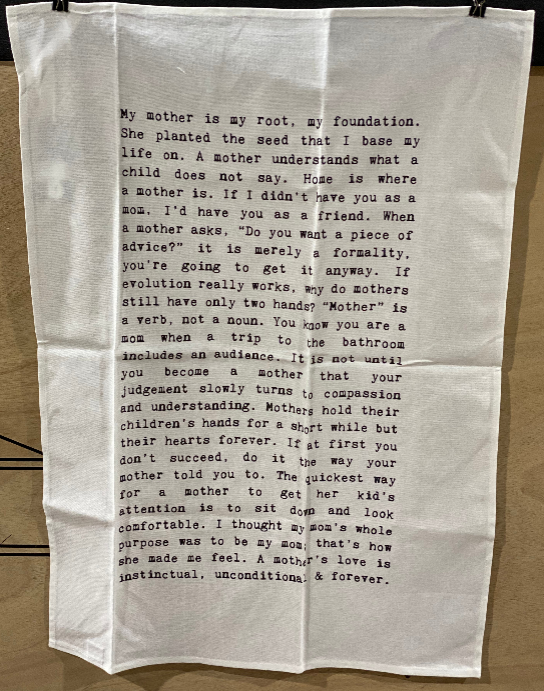 My mother is my root, my foundation.
She planted the seed that I base my
life on. A mother understands what a
child does not say. Home is where
a mother is. If I didn't have you as a
mom, I'd have you as a friend. When
a mother asks, "Do you want a piece of
advice?" it is merely a formality,
you're going to get it anyway. If
evolution really works, why do mothers
still have only two hands? "Mother" is
a verb, not a noun. You know you are a
mom when a trip to the bathroom
includes an audience. It is not until
you become a mother that your
judgement slowly turns to compassion
and understanding. Mothers hold their
children's hands for a short while but
their hearts forever. If at first you
don't succeed, do it the way your
mother told you to. The quickest way
for a mother to get her kid's
attention is to sit down and look
comfortable. I thought my mom's whole
purpose was to be my mom; that's how
she made me feel. A mother's love is
instinctual, unconditional & forever.